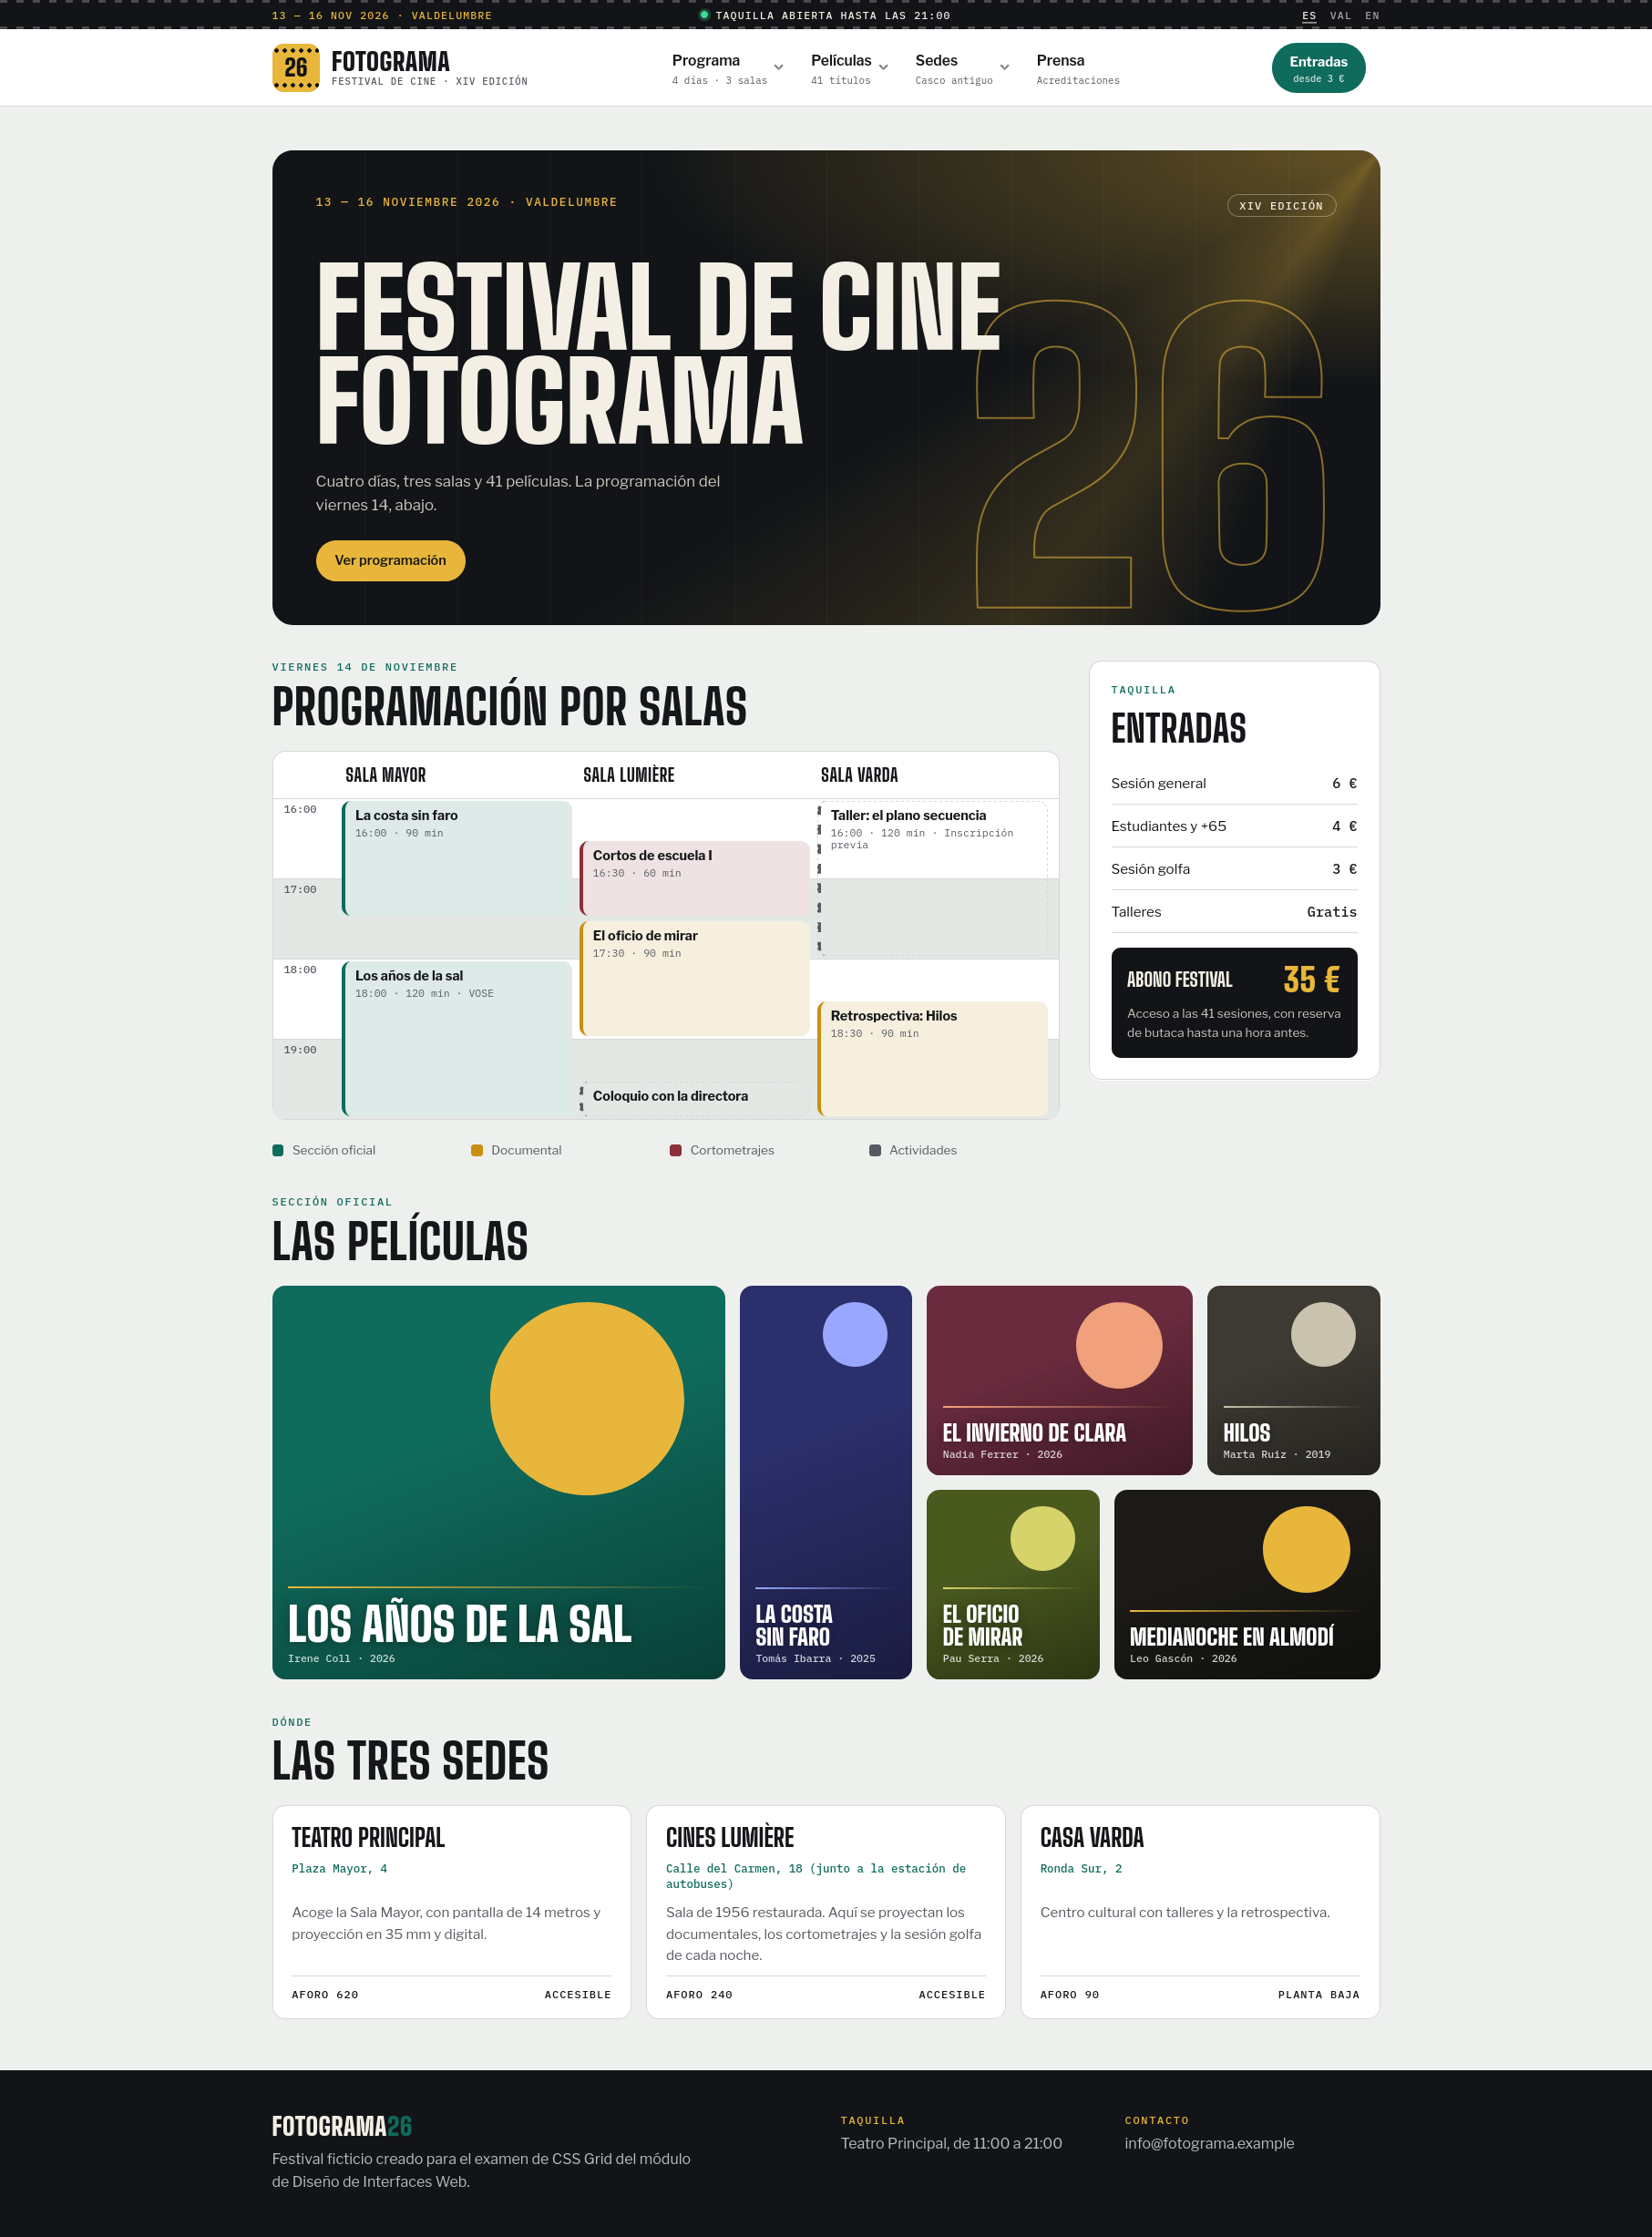 13 — 16 NOV 2026 · VALDELUMBRE
TAQUILLA ABIERTA HASTA LAS 21:00
ES VAL EN
26
FOTOGRAMA
FESTIVAL DE CINE · XIV EDICIÓN
Programa
4 días · 3 salas
Películas
41 títulos
Sedes
Casco antiguo
Prensa
Acreditaciones
Entradas
desde 3 €
13 — 16 NOVIEMBRE 2026 · VALDELUMBRE
XIV EDICIÓN
FESTIVAL DE CINE
FOTOGRAMA
26
Cuatro días, tres salas y 41 películas. La programación del
viernes 14, abajo.
Ver programación
VIERNES 14 DE NOVIEMBRE
PROGRAMACIÓN POR SALAS
SALA MAYOR
SALA LUMIÈRE
SALA VARDA
16:00
La costa sin faro
16:00 · 90 min
Taller: el plano secuencia
16:00 · 120 min · Inscripción
previa
Cortos de escuela I
16:30 · 60 min
17:00
El oficio de mirar
17:30 · 90 min
18:00
Los años de la sal
18:00 · 120 min · VOSE
Retrospectiva: Hilos
18:30 · 90 min
19:00
Coloquio con la directora
Sección oficial
Documental
Cortometrajes
Actividades
TAQUILLA
ENTRADAS
Sesión general 6 €
Estudiantes y +65 4 €
Sesión golfa 3 €
Talleres Gratis
ABONO FESTIVAL 35 €
Acceso a las 41 sesiones, con reserva
de butaca hasta una hora antes.
SECCIÓN OFICIAL
LAS PELÍCULAS
LOS AÑOS DE LA SAL
Irene Coll · 2026
LA COSTA
SIN FARO
Tomás Ibarra · 2025
EL INVIERNO DE CLARA
Nadia Ferrer · 2026
HILOS
Marta Ruiz · 2019
EL OFICIO
DE MIRAR
Pau Serra · 2026
MEDIANOCHE EN ALMODÍ
Leo Gascón · 2026
DÓNDE
LAS TRES SEDES
TEATRO PRINCIPAL
Plaza Mayor, 4
Acoge la Sala Mayor, con pantalla de 14 metros y
proyección en 35 mm y digital.
AFORO 620 ACCESIBLE
CINES LUMIÈRE
Calle del Carmen, 18 (junto a la estación de
autobuses)
Sala de 1956 restaurada. Aquí se proyectan los
documentales, los cortometrajes y la sesión golfa
de cada noche.
AFORO 240 ACCESIBLE
CASA VARDA
Ronda Sur, 2
Centro cultural con talleres y la retrospectiva.
AFORO 90 PLANTA BAJA
FOTOGRAMA26
Festival ficticio creado para el examen de CSS Grid del módulo
de Diseño de Interfaces Web.
TAQUILLA
Teatro Principal, de 11:00 a 21:00
CONTACTO
info@fotograma.example